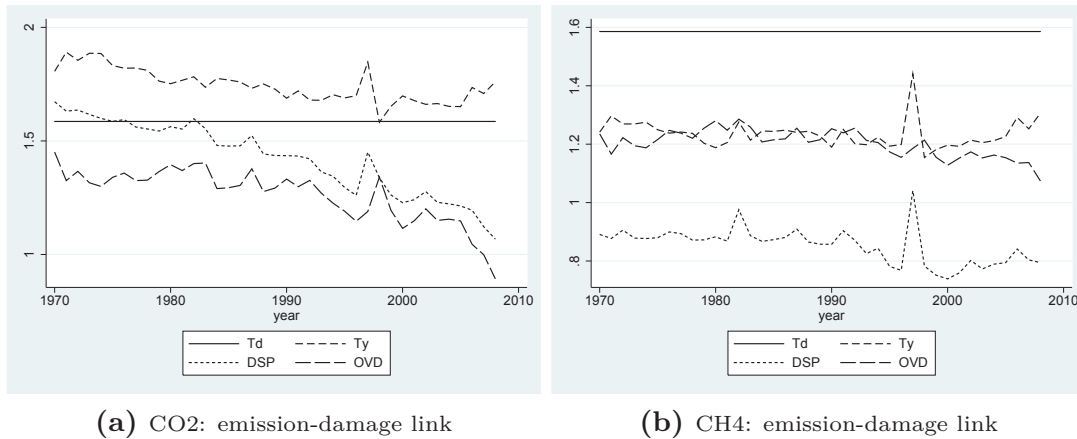 2
1.5
1
1970
1980
1990
2000
2010
year
Td
Ty
DSP
OVD
(a) CO2: emission-damage link
1.6
1.4
1.2
1
.8
1970
1980
1990
2000
2010
year
Td
Ty
DSP
OVD
(b) CH4: emission-damage link